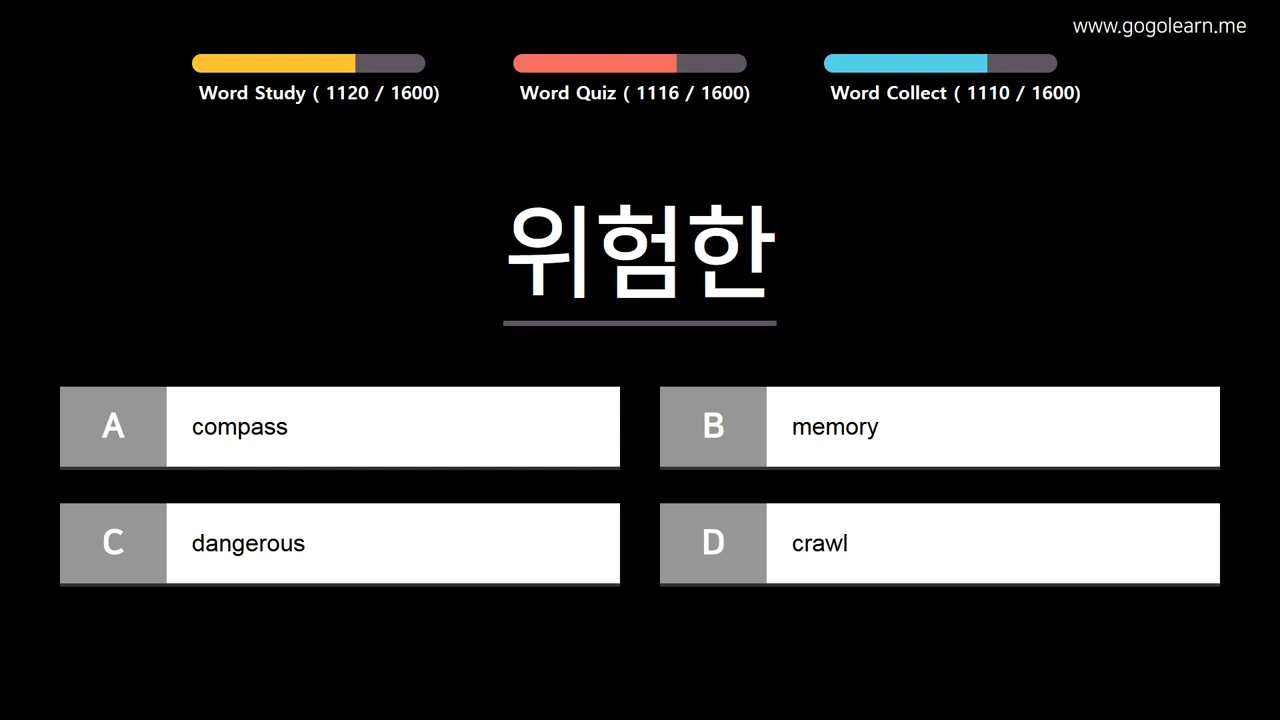 www.gogolearn.me
Word Study ( 1120 / 1600)
Word Quiz ( 1116 / 1600)
Word Collect ( 1110 / 1600)
위험한
A compass
B memory
C dangerous
D crawl